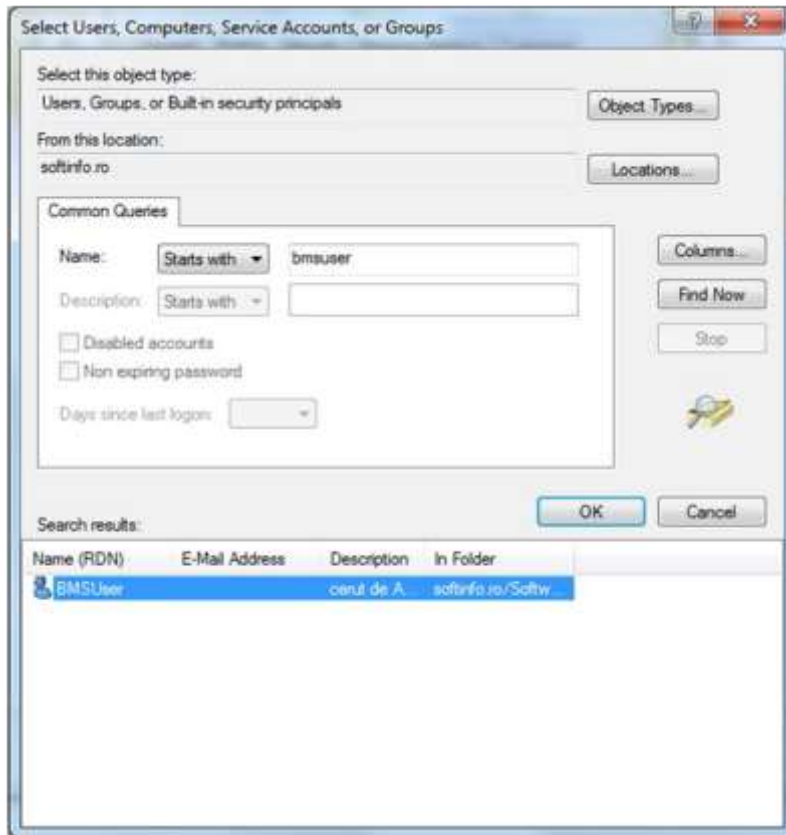 Select Users, Computers, Service Accounts, or Groups
Select this object type:
Users, Groups, or Built-in security principals
Object Types...
From this location:
softinfo.ro
Locations...
Common Queries
Name: Starts with bmsuser
Description: Starts with
Disabled accounts
Non expiring password
Days since last logon:
Columns...
Find Now
Stop
OK Cancel
Search results:
Name (RDN) E-Mail Address Description In Folder
BMSUser cerut de A... softinfo.ro/Softw...